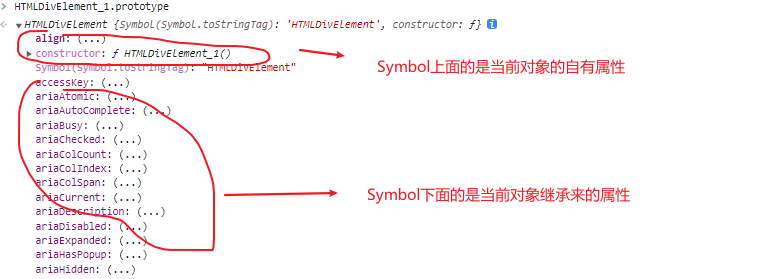 HTMLDivElement_1.prototype
HTMLDivELement {Symbol(Symbol.toStringTag): 'HTMLDivELement', constructor: ƒ} i
align: (...)
constructor: ƒ HTMLDivELement_1()
Symbol(Symbol.toStringTag): "HTMLDivELement"
accessKey: (...)
ariaAtomic: (...)
ariaAutoComplete: (...)
ariaBusy: (...)
ariaChecked: (...)
ariaColCount: (...)
ariaColIndex: (...)
ariaColSpan: (...)
ariaCurrent: (...)
ariaDescription: (...)
ariaDisabled: (...)
ariaExpanded: (...)
ariaHasPopup: (...)
ariaHidden: (...)
Symbol上面的是当前对象的自有属性
Symbol下面的是当前对象继承来的属性